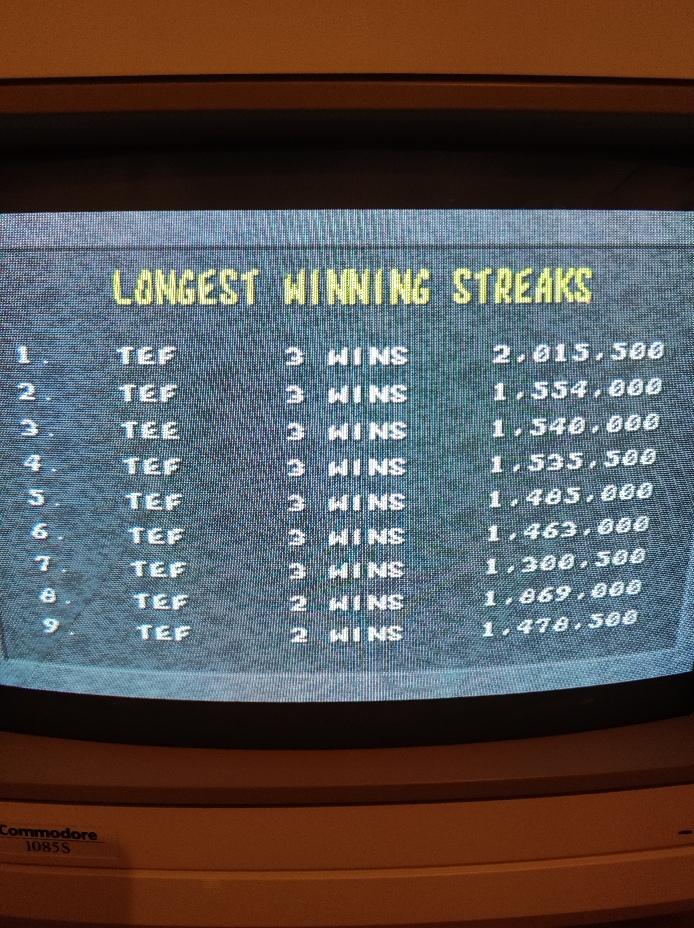 LONGEST WINNING STREAKS
1. TEF 3 WINS 2,015,500
2. TEF 3 WINS 1,554,000
3. TEE 3 WINS 1,540,000
4. TEF 3 WINS 1,535,500
5. TEF 3 WINS 1,485,000
6. TEF 3 WINS 1,463,000
7. TEF 3 WINS 1,300,500
8. TEF 2 WINS 1,869,000
9. TEF 2 WINS 1,478,500
Commodore
1085S